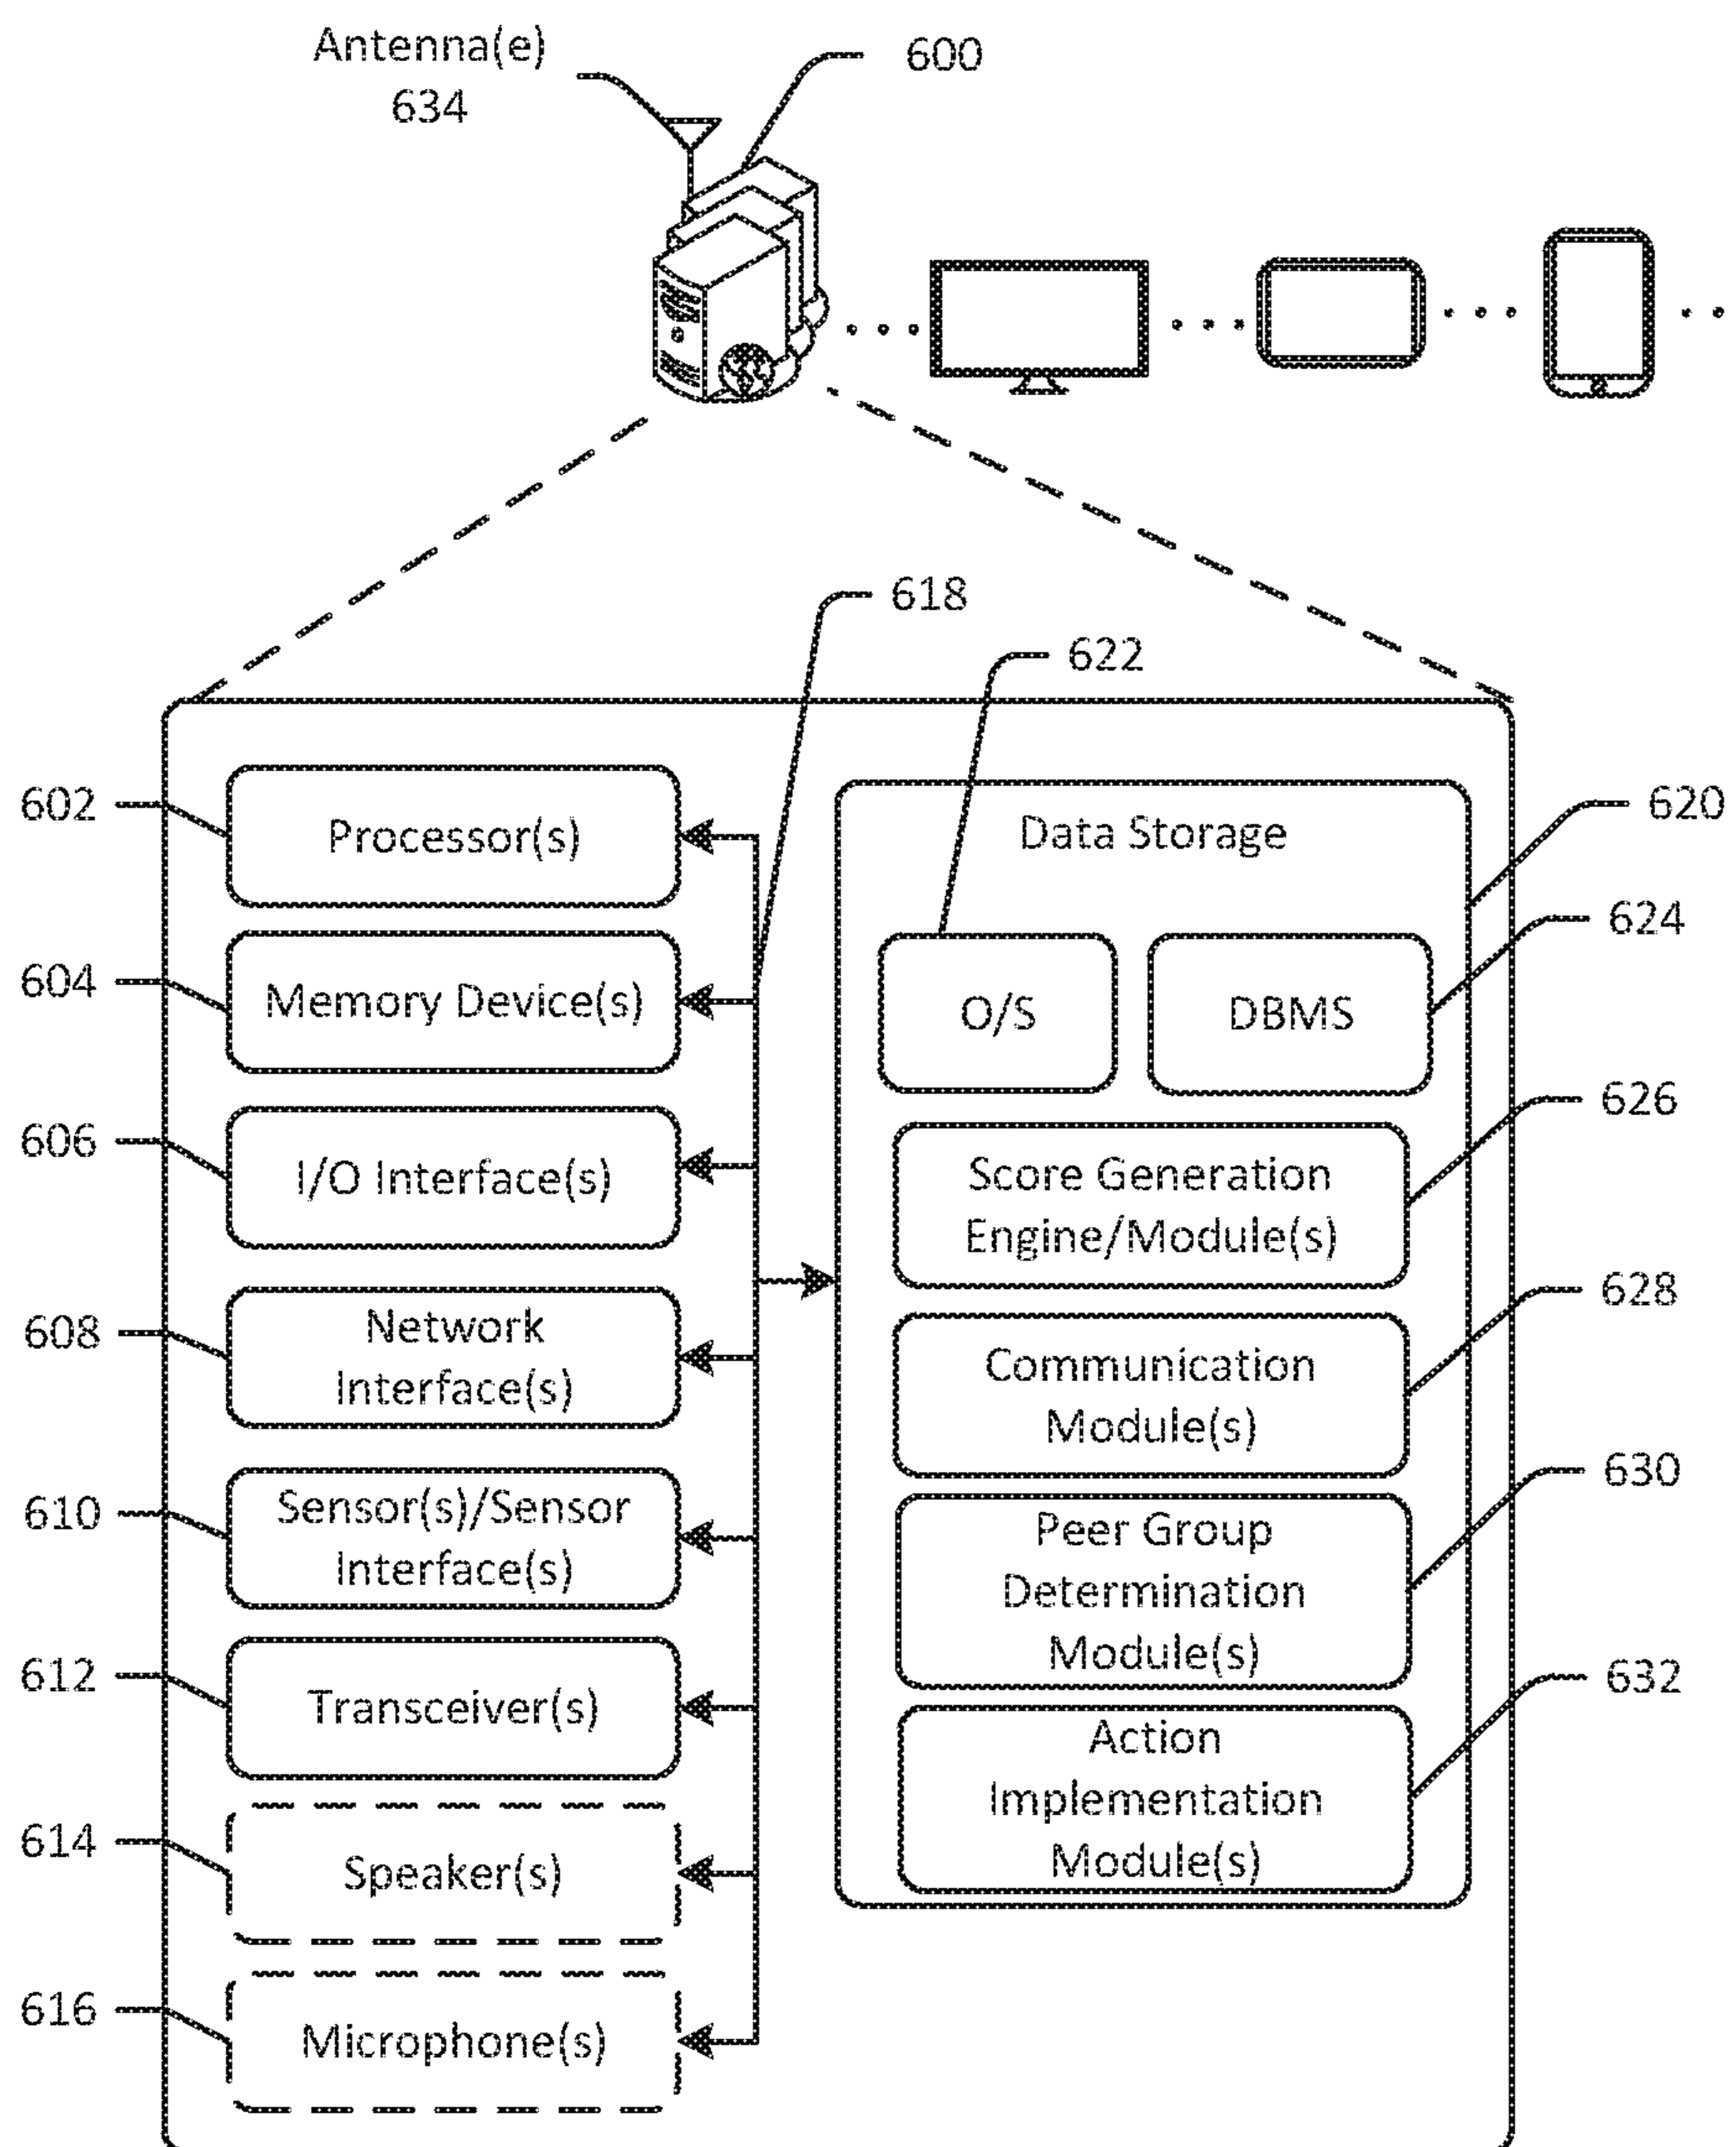 Antenna(e)
634
600
618
622
602
Processor(s)
604
Memory Device(s)
606
I/O Interface(s)
608
Network
Interface(s)
610
Sensor(s)/Sensor
Interface(s)
612
Transceiver(s)
614
Speaker(s)
616
Microphone(s)
Data Storage
620
O/S
DBMS
624
Score Generation
Engine/Module(s)
626
Communication
Module(s)
628
Peer Group
Determination
Module(s)
630
Action
Implementation
Module(s)
632